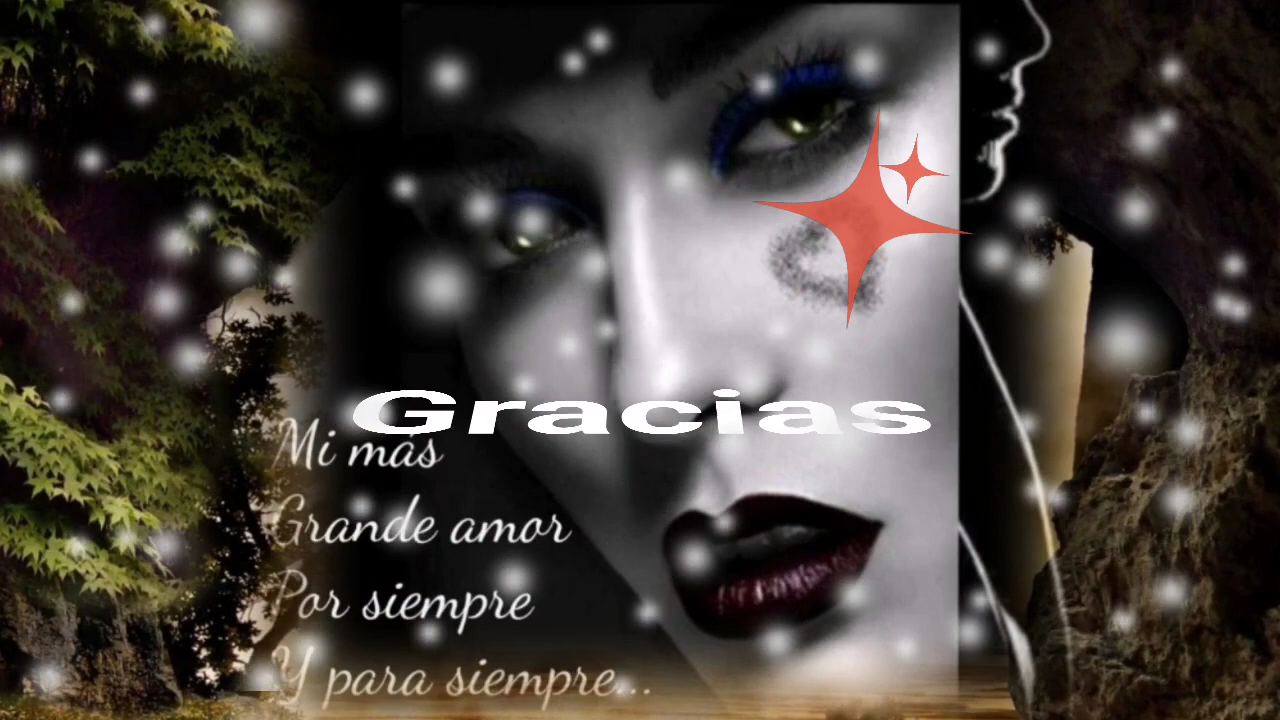 Gracias
Mi más
Grande amor
Por siempre
Y para siempre...